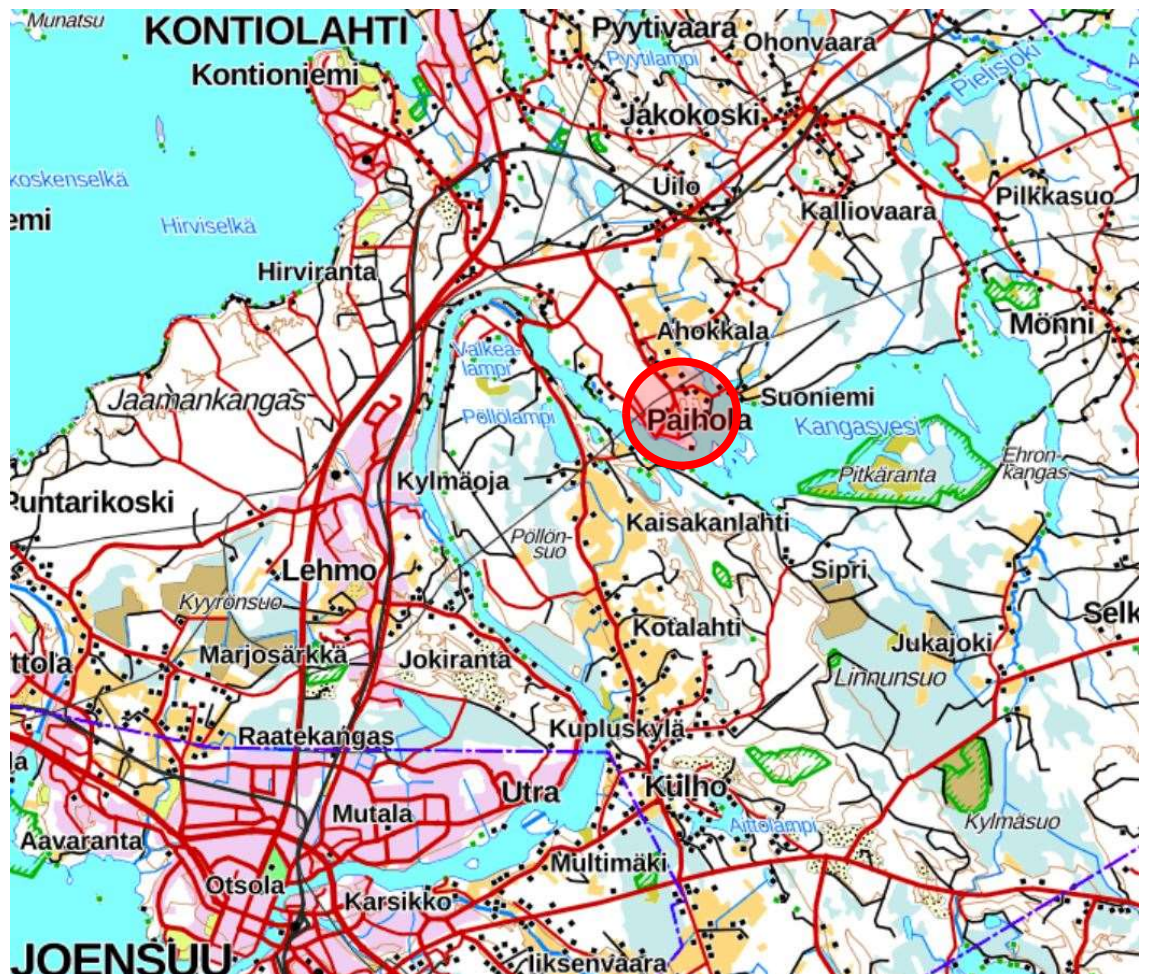 Munatsu
KONTIOLAHTI
Pyytivaara
Ohonvaara
Kontioniemi
Pyytilampi
Pielisjoki
Jakokoski
koskenselkä
Uilo
Pilkkasuo
emi
Hirviselkä
Kalliovaara
Hirviranta
Ahokkala
Mönni
Valkea-
lampi
Jaamankangas
Suoniemi
Pöllölampi
Paihola
Kangasvesi
Ehron-
kangas
Pitkäranta
Puntarikoski
Kylmäoja
Kaisakanlahti
Pöllön-
suo
Lehmo
Sipri
Kyyrönsuo
Selk
Kotalahti
Jukajoki
ttola
Marjosärkkä
Jokiranta
Linnunsuo
Raatekangas
Kupluskylä
la
Utra
Kulho
Mutala
Aittolampi
Kylmäsuo
Aavaranta
Multimäki
Otsola
Karsikko
JOENSUU
Iiksenvaara